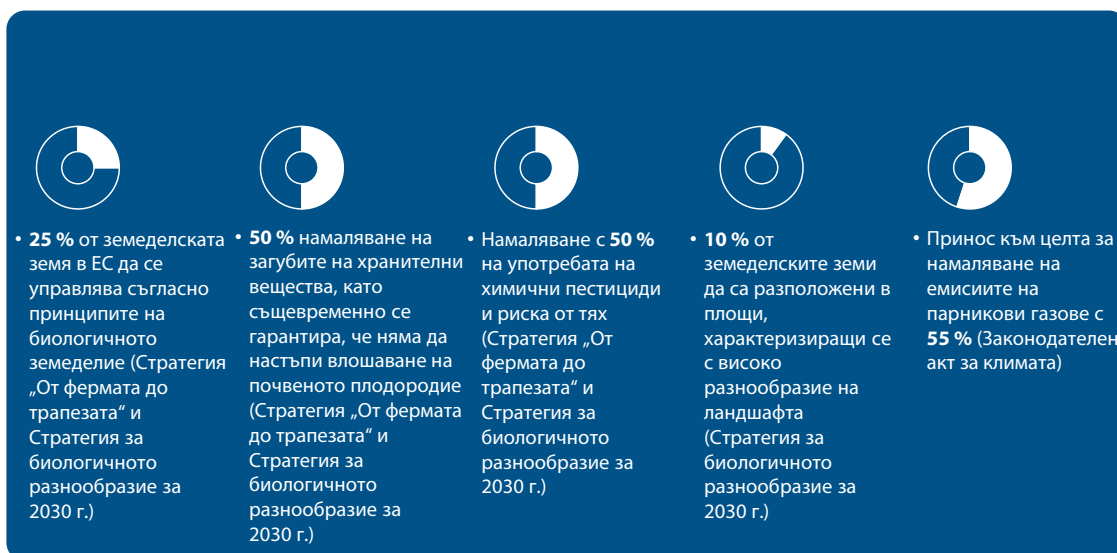 • 25 % от земеделската
земя в ЕС да се
управлява съгласно
принципите на
биологичното
земеделие (Стратегия
„От фермата до
трапезата“ и
Стратегия за
биологичното
разнообразие за
2030 г.)
• 50 % намаляване на
загубите на хранителни
вещества, като
същевременно се
гарантира, че няма да
настъпи влошаване на
почвеното плодородие
(Стратегия „От фермата
до трапезата“ и
Стратегия за
биологичното
разнообразие за
2030 г.)
• Намаляване с 50 %
на употребата на
химични пестициди
и риска от тях
(Стратегия „От
фермата до
трапезата“ и
Стратегия за
биологичното
разнообразие за
2030 г.)
• 10 % от
земеделските земи
да са разположени в
площи,
характеризиращи се
с високо
разнообразие на
ландшафта
(Стратегия за
биологичното
разнообразие за
2030 г.)
• Принос към целта за
намаляване на
емисиите на
парникови газове с
55 % (Законодателен
акт за климата)